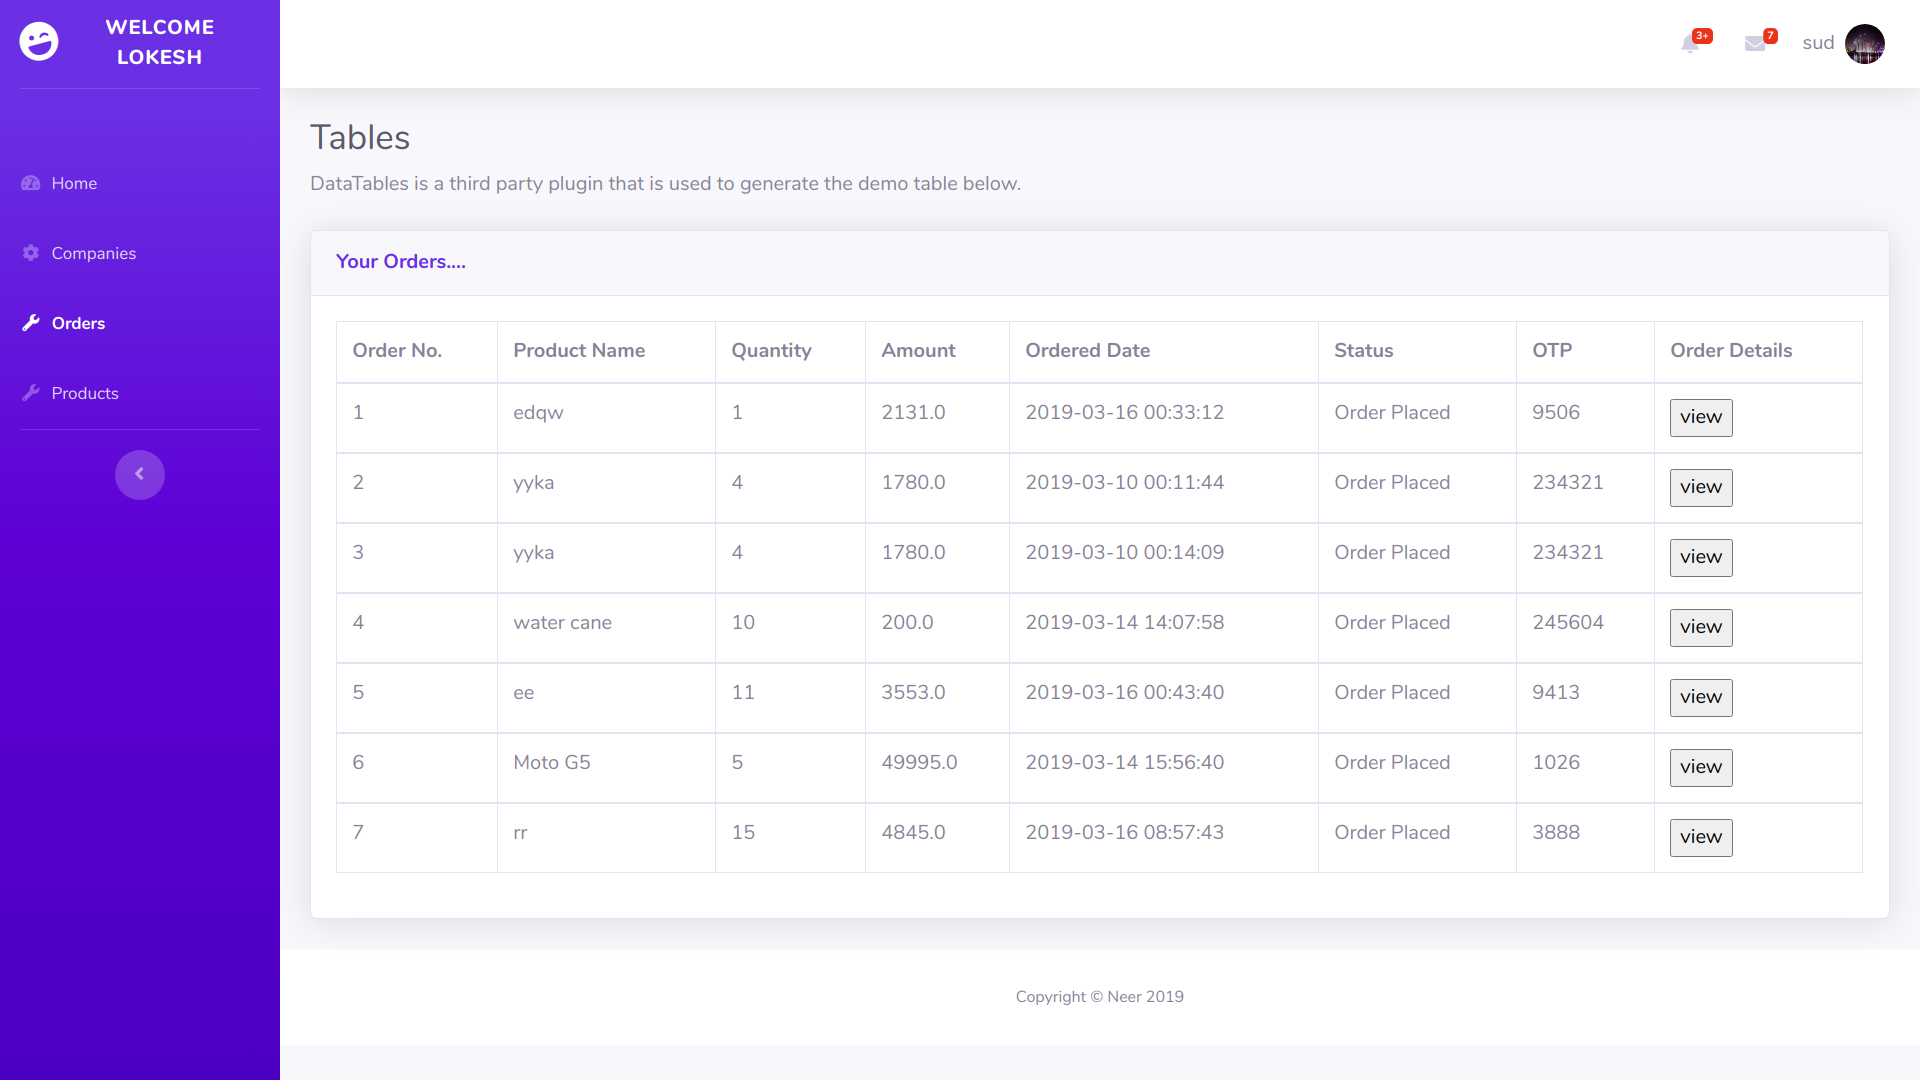 WELCOME
LOKESH
Home
Companies
Orders
Products
3+
7
sud
Tables
DataTables is a third party plugin that is used to generate the demo table below.
Your Orders....
Order No. Product Name Quantity Amount Ordered Date Status OTP Order Details
1 edqw 1 2131.0 2019-03-16 00:33:12 Order Placed 9506 view
2 yyka 4 1780.0 2019-03-10 00:11:44 Order Placed 234321 view
3 yyka 4 1780.0 2019-03-10 00:14:09 Order Placed 234321 view
4 water cane 10 200.0 2019-03-14 14:07:58 Order Placed 245604 view
5 ee 11 3553.0 2019-03-16 00:43:40 Order Placed 9413 view
6 Moto G5 5 49995.0 2019-03-14 15:56:40 Order Placed 1026 view
7 rr 15 4845.0 2019-03-16 08:57:43 Order Placed 3888 view
Copyright © Neer 2019